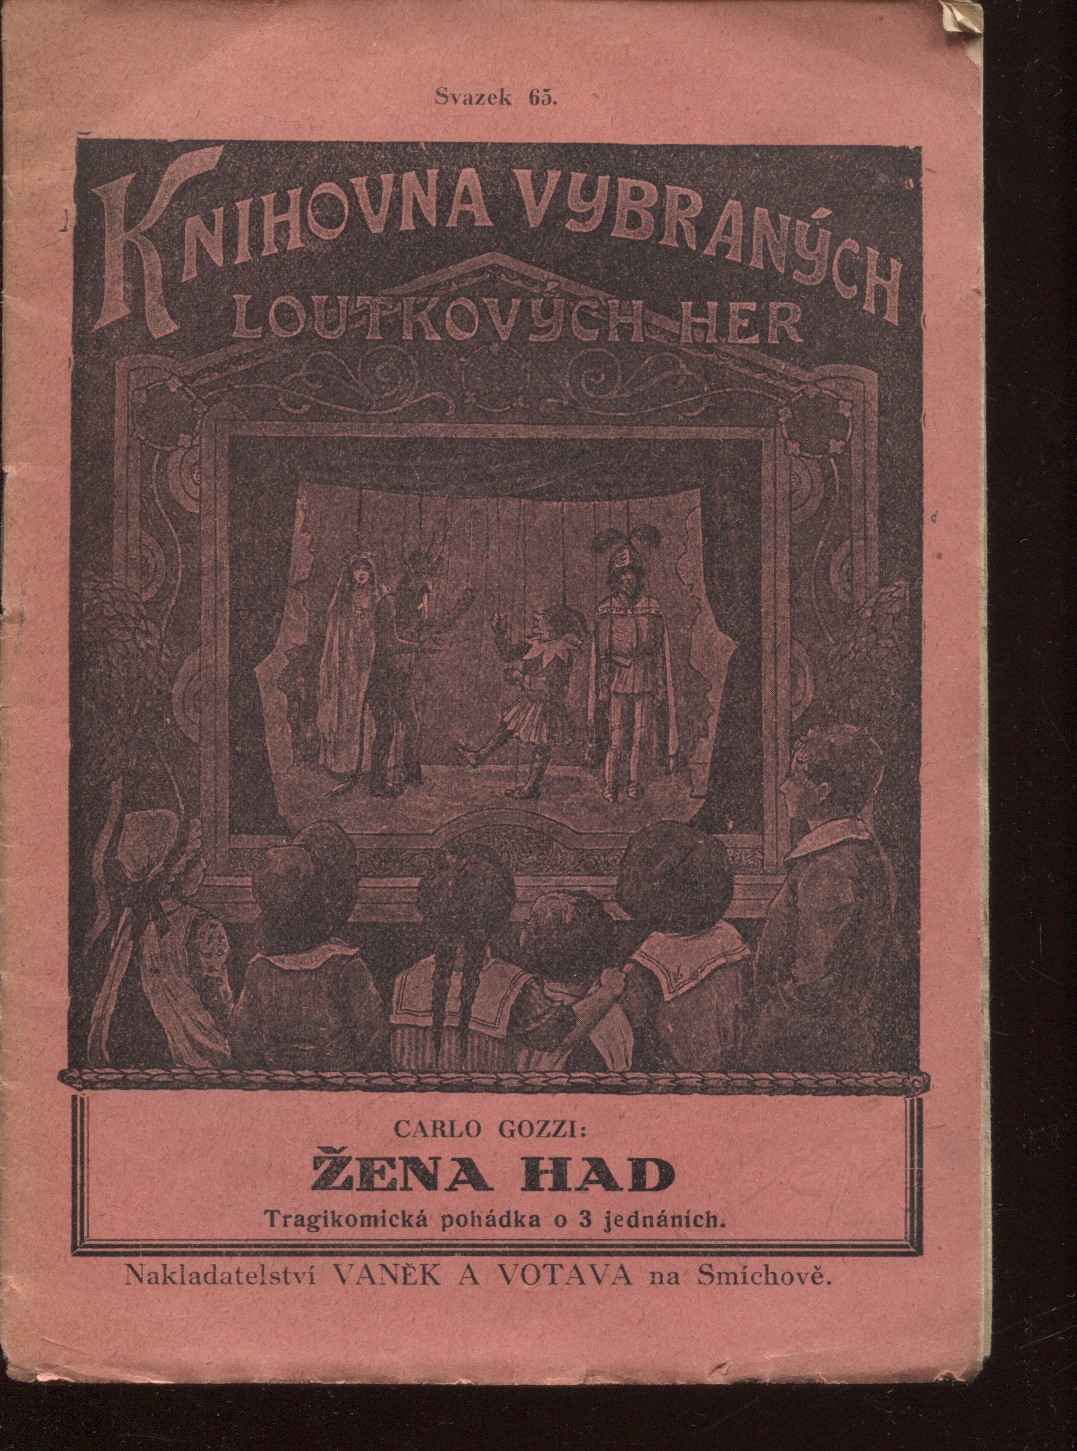 Svazek 65.
KNIHOVNA VYBRANÝCH
LOUTKOVÝCH HER
CARLO GOZZI:
ŽENA HAD
Tragikomická pohádka o 3 jednáních.
Nakladatelství VANĚK A VOTAVA na Smíchově.